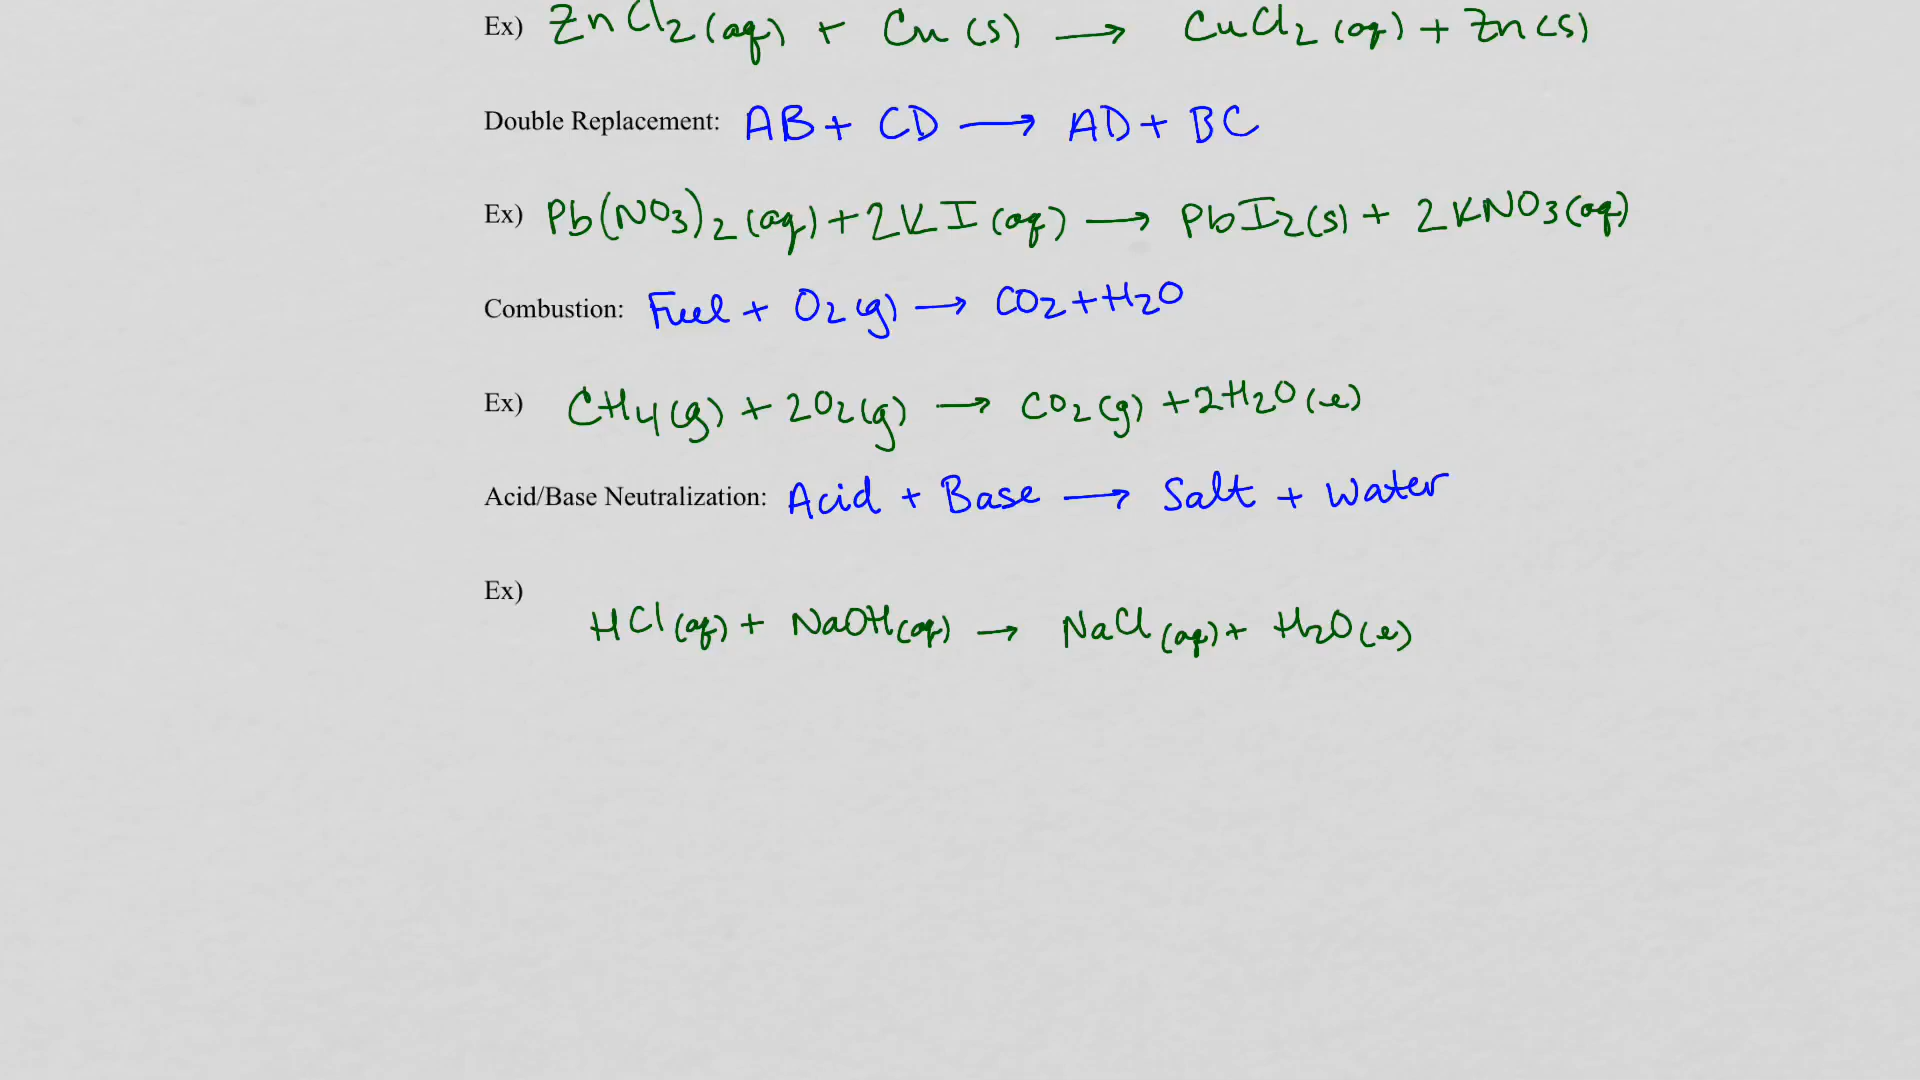 Ex) ZnCl2(aq) + Cu(s) → CuCl2(aq) + Zn(s)
Double Replacement: AB + CD → AD + BC
Ex) Pb(NO3)2(aq) + 2KI(aq) → PbI2(s) + 2KNO3(aq)
Combustion: Fuel + O2(g) → CO2 + H2O
Ex) CH4(g) + 2O2(g) → CO2(g) + 2H2O(l)
Acid/Base Neutralization: Acid + Base → Salt + Water
Ex)
HCl(aq) + NaOH(aq) → NaCl(aq) + H2O(l)